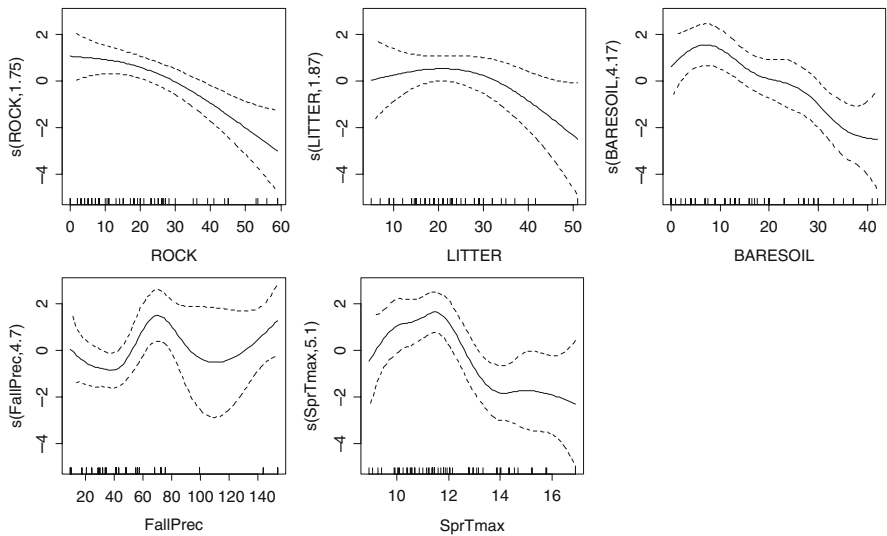 s(ROCK,1.75)
2
0
−2
−4
0 10 20 30 40 50 60
ROCK
s(LITTER,1.87)
2
0
−2
−4
10 20 30 40 50
LITTER
s(BARESOIL,4.17)
2
0
−2
−4
0 10 20 30 40
BARESOIL
s(FallPrec,4.7)
2
0
−2
−4
20 40 60 80 100 120 140
FallPrec
s(SprTmax,5.1)
2
0
−2
−4
10 12 14 16
SprTmax